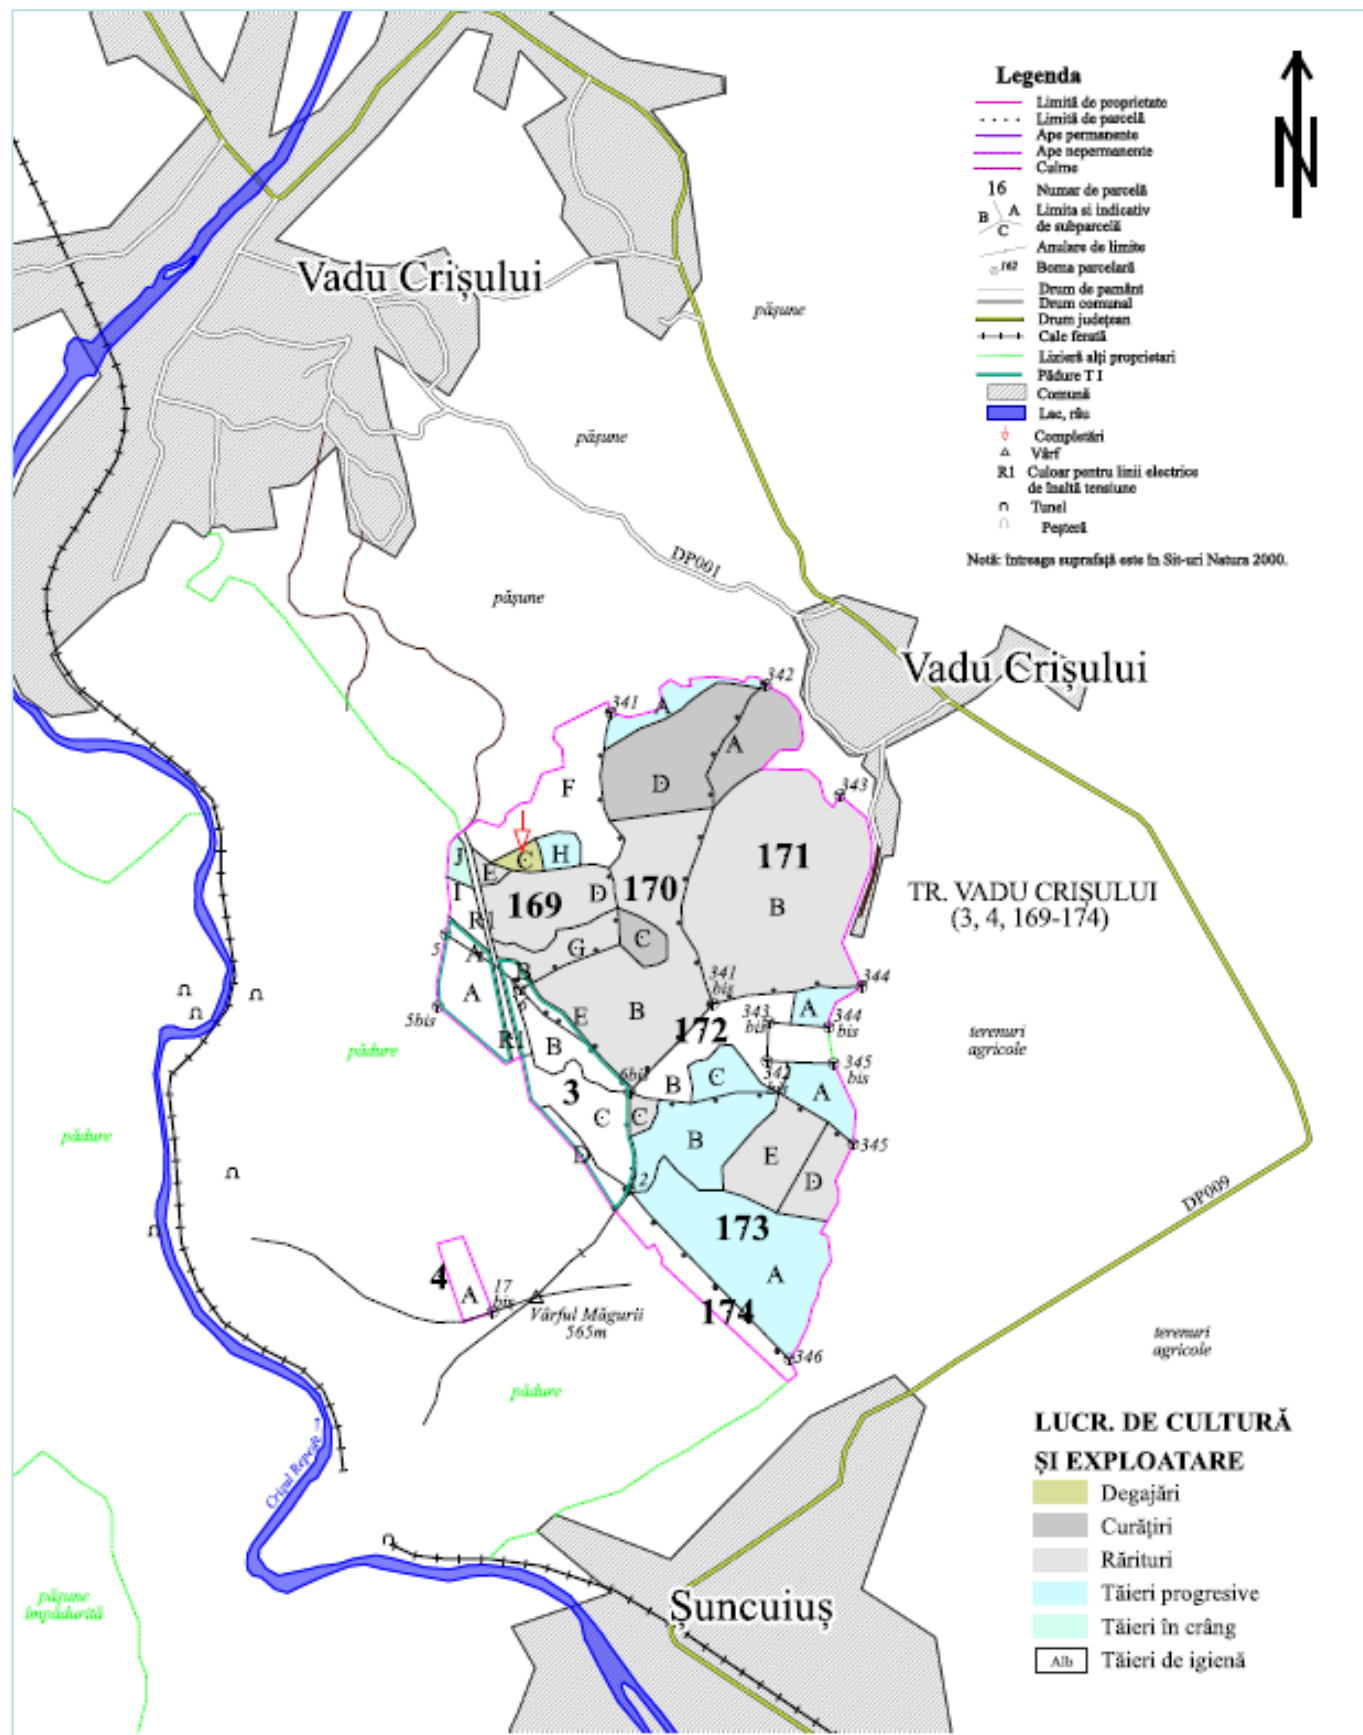 Legenda
Limită de proprietate
Limită de parcelă
Ape permanente
Ape nepermanente
Culme
16 Numar de parcelă
B A C Limita si indicativ
de subparcelă
Anulare de limite
162 Borna parcelară
Drum de pamânt
Drum comunal
Drum județean
Cale ferată
Lizieră alți proprietari
Pădure T I
Comună
Lac, râu
Completări
Vârf
R1 Culoar pentru linii electrice
de înaltă tensiune
Tunel
Peșteră
Notă: întreaga suprafață este în Sit-uri Natura 2000.
N
Vadu Crișului
pășune
pășune
DP001
pășune
Vadu Crișului
342
341
A
A
F
D
343
J
E
C
H
171
169
D
170
B
TR. VADU CRIȘULUI
(3, 4, 169-174)
I
R1
G
C
5
A
B
341
bis
344
A
6
5bis
E
B
172
A
343
bis
344
bis
terenuri
agricole
pădure
R1
B
345
bis
342
bis
6bis
B
C
A
3
C
C
pădure
B
E
345
D
D
2
DP009
173
4
A
17
bis
A
174
Vârful Măgurii
565m
346
terenuri
agricole
pădure
Crișul Repede
pășune
împădurită
Șuncuiuș
LUCR. DE CULTURĂ
ȘI EXPLOATARE
Degajări
Curățiri
Rărituri
Tăieri progresive
Tăieri în crâng
Alb Tăieri de igienă